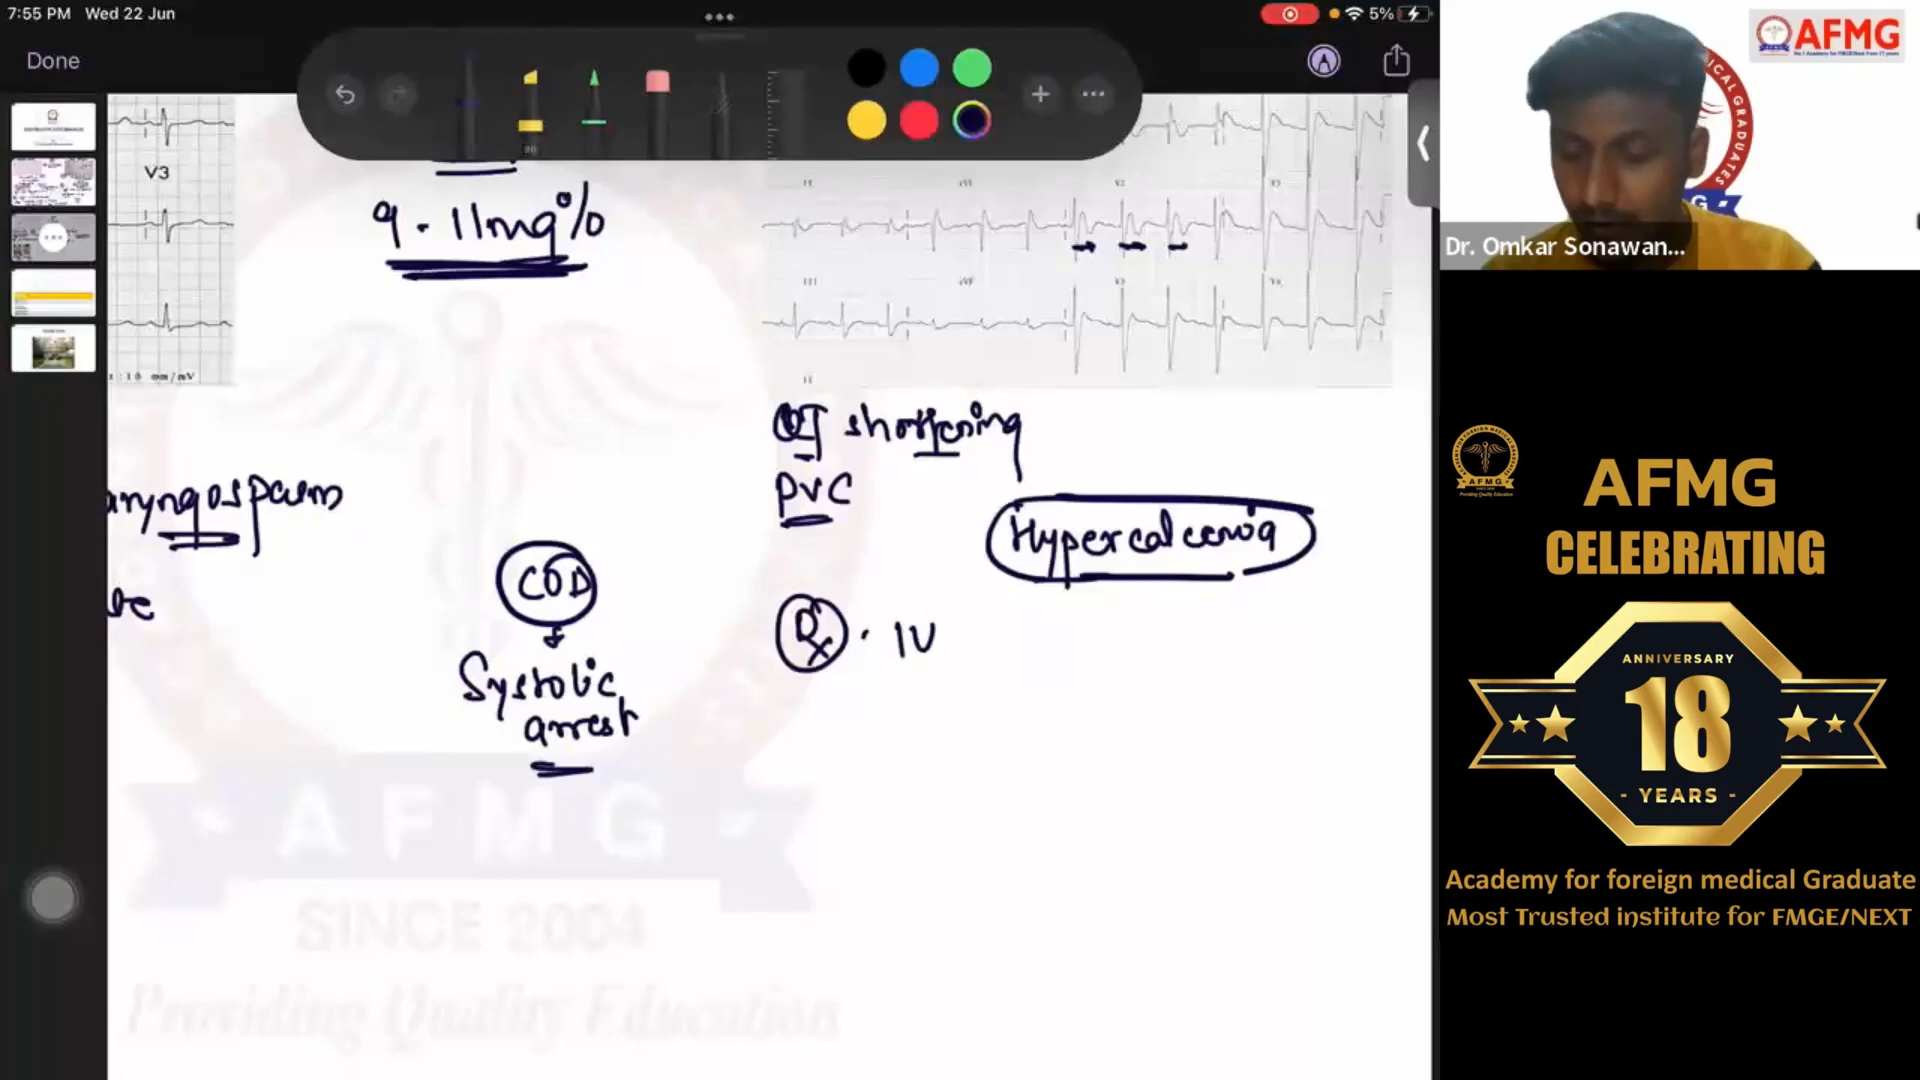 7:55 PM Wed 22 Jun
5%
Done
AFMG
V3
9-11mg%
Dr. Omkar Sonawan...
QT shortening
PVC
Hypercalcemia
aryngospasm
COD
Systolic
arrest
Rx . IV
AFMG
SINCE 2004
Providing Quality Education
AFMG
CELEBRATING
ANNIVERSARY
18
- YEARS -
Academy for foreign medical Graduate
Most Trusted institute for FMGE/NEXT